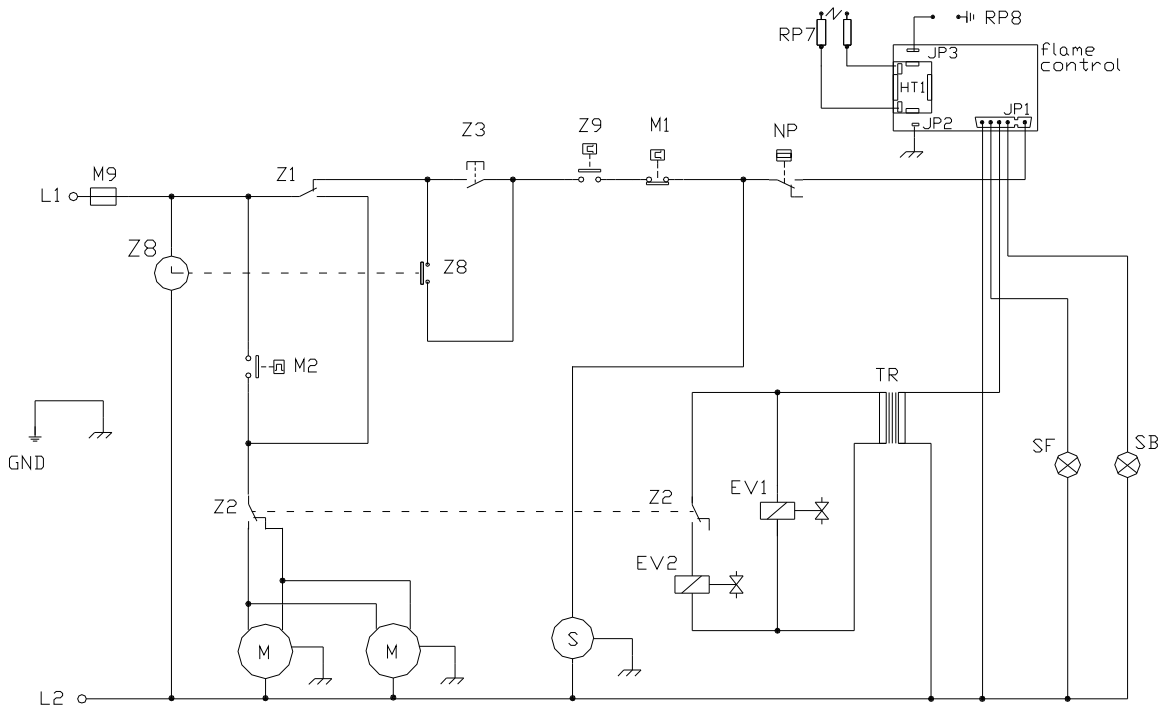 RP7
RP8
JP3
flame
control
HT1
JP1
JP2
Z3
Z9
M1
NP
M9
Z1
L1
Z8
Z8
M2
TR
GND
SF
SB
Z2
Z2
EV1
EV2
M
M
S
L2